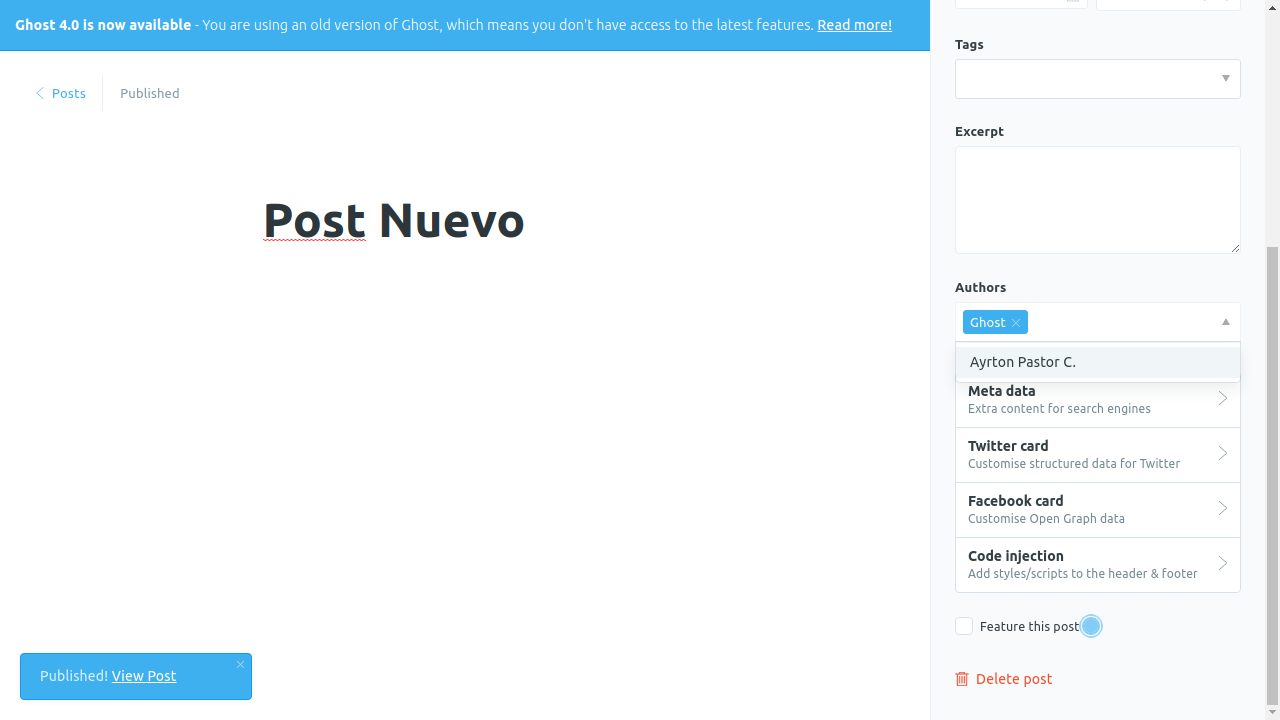 Ghost 4.0 is now available - You are using an old version of Ghost, which means you don't have access to the latest features. Read more!
Posts
Published
Post Nuevo
Published! View Post
Tags
Excerpt
Authors
Ghost
Ayrton Pastor C.
Meta data
Extra content for search engines
Twitter card
Customise structured data for Twitter
Facebook card
Customise Open Graph data
Code injection
Add styles/scripts to the header & footer
Feature this post
Delete post